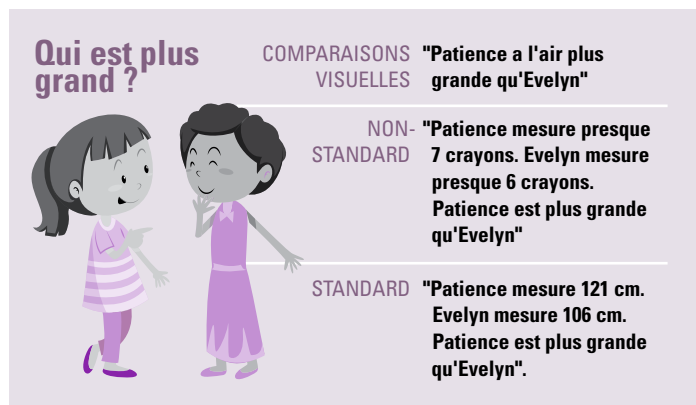 Qui est plus
grand ?
COMPARAISONS
VISUELLES
"Patience a l'air plus
grande qu'Evelyn"
NON-
STANDARD
"Patience mesure presque
7 crayons. Evelyn mesure
presque 6 crayons.
Patience est plus grande
qu'Evelyn"
STANDARD
"Patience mesure 121 cm.
Evelyn mesure 106 cm.
Patience est plus grande
qu'Evelyn".